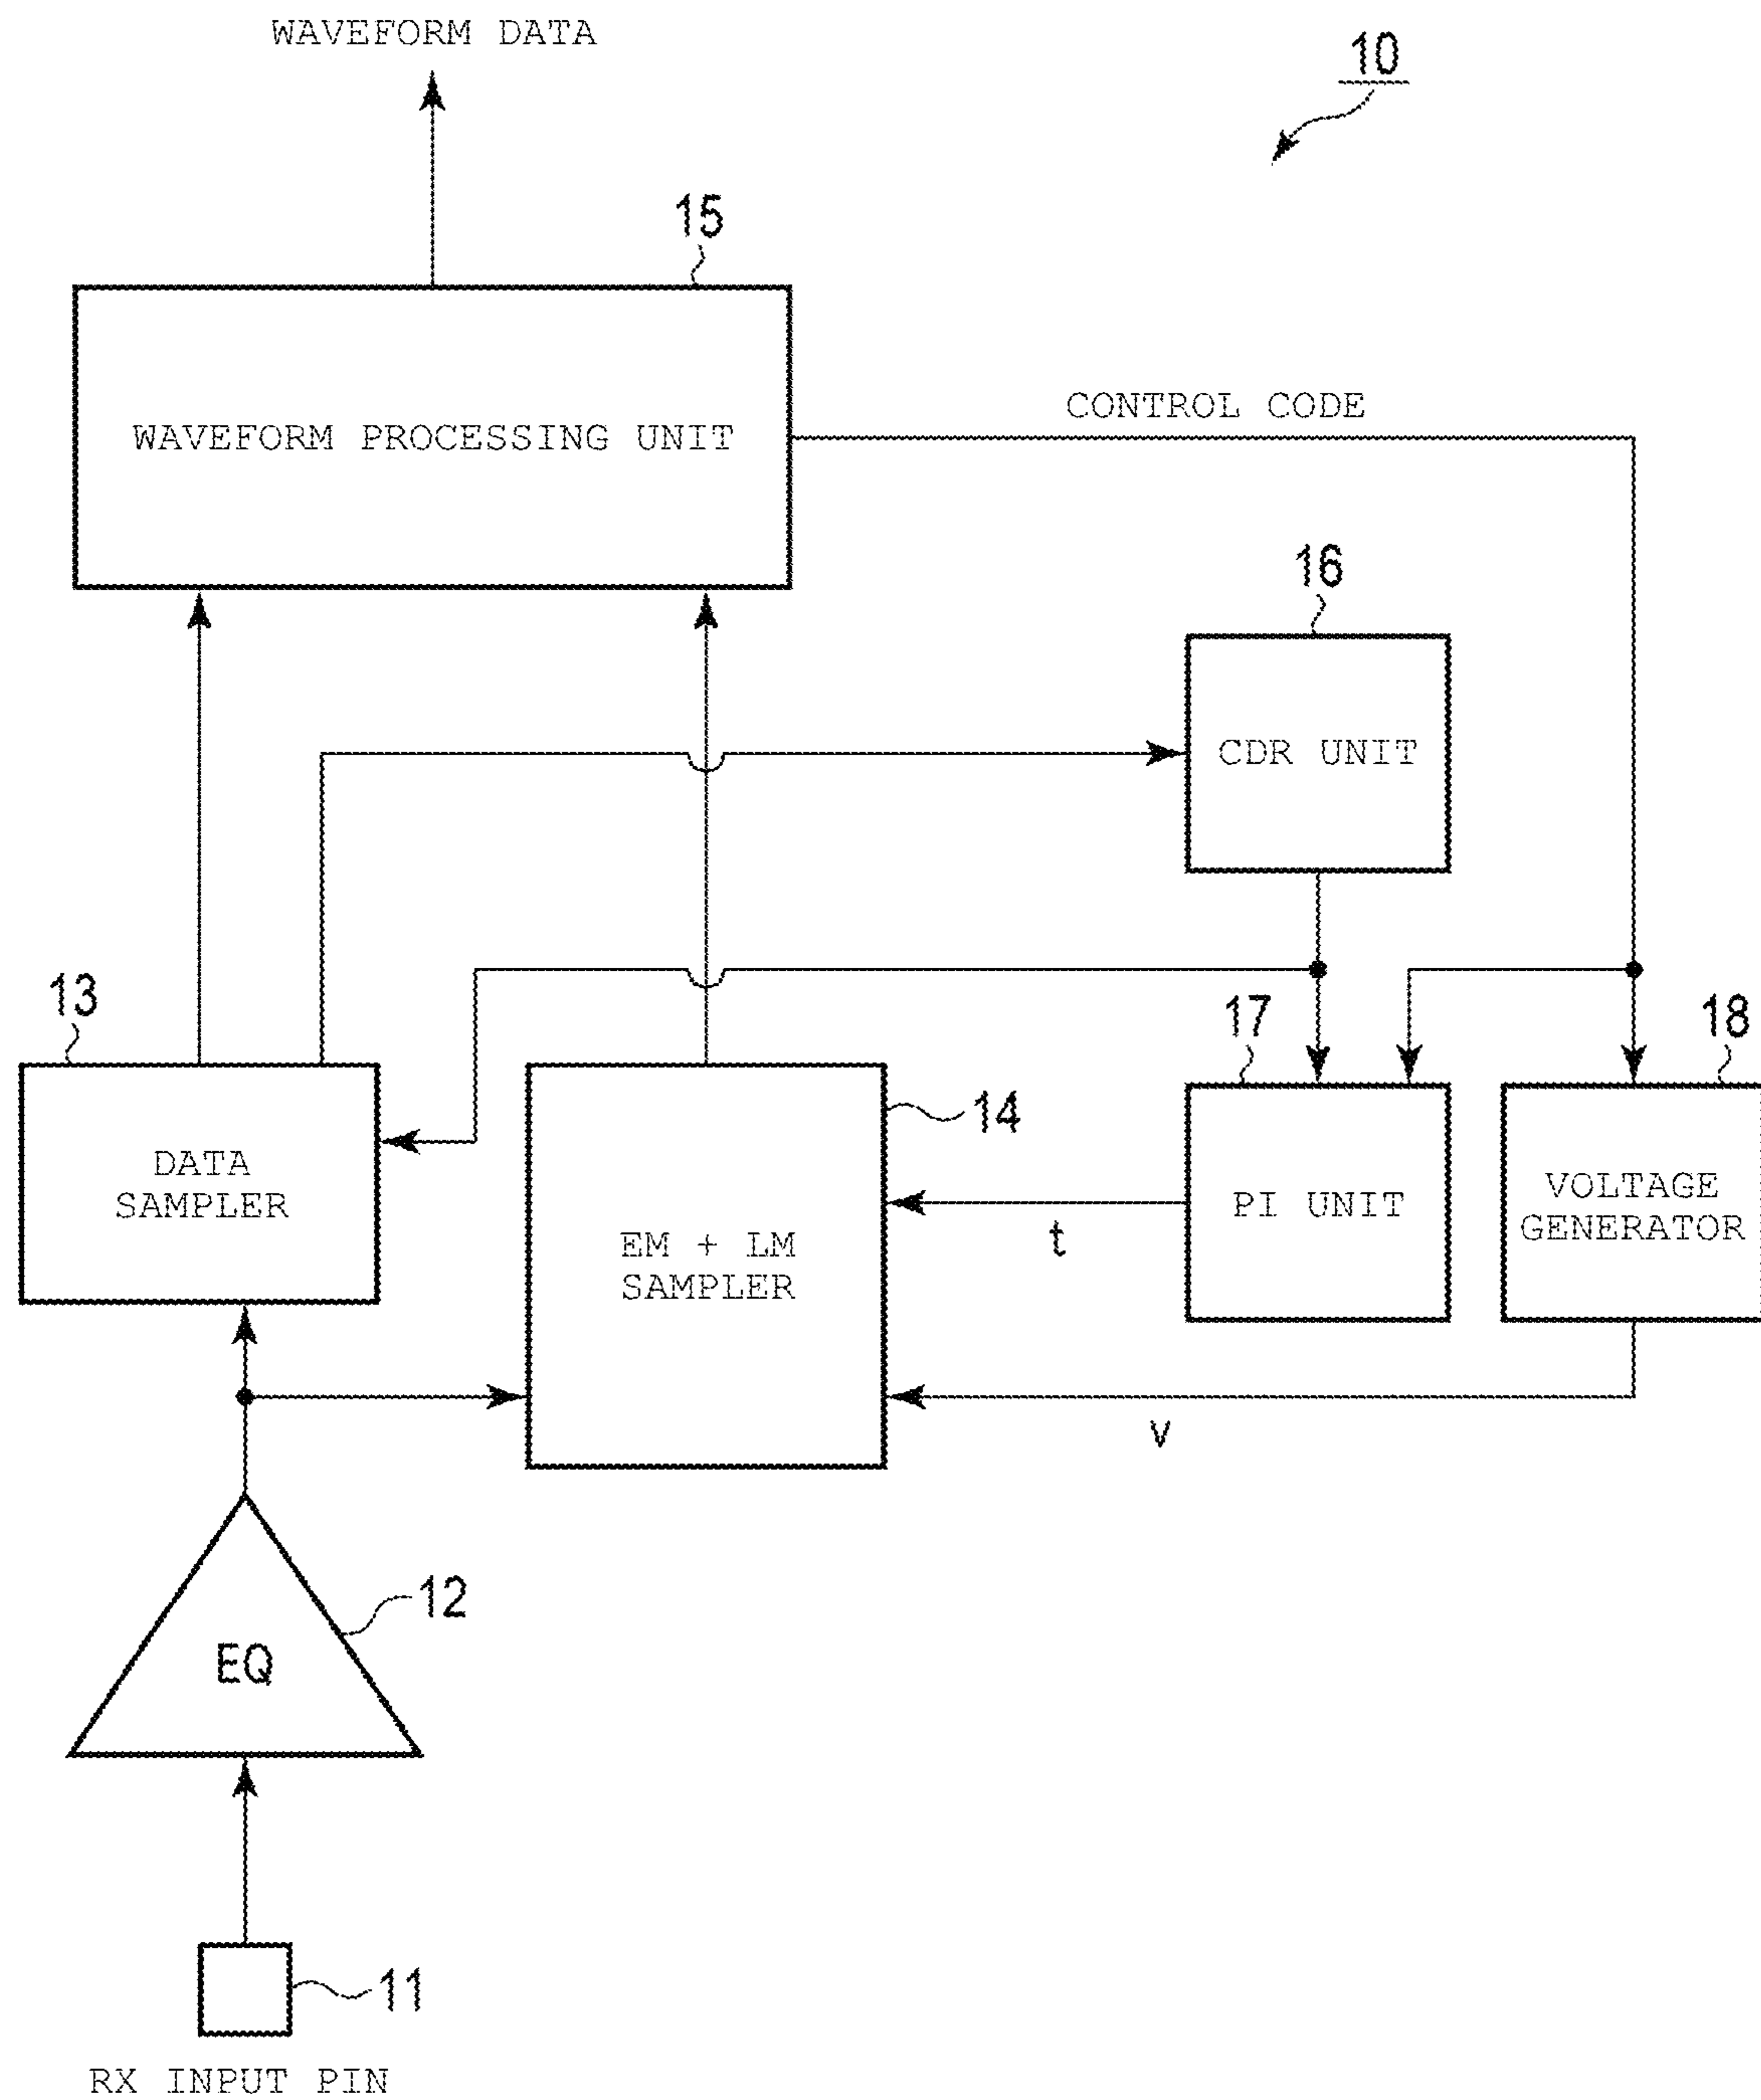 WAVEFORM DATA
10
15
WAVEFORM PROCESSING UNIT
CONTROL CODE
16
CDR UNIT
13
17
18
14
DATA
SAMPLER
EM + LM
SAMPLER
t
PI UNIT
VOLTAGE
GENERATOR
v
12
EQ
11
RX INPUT PIN